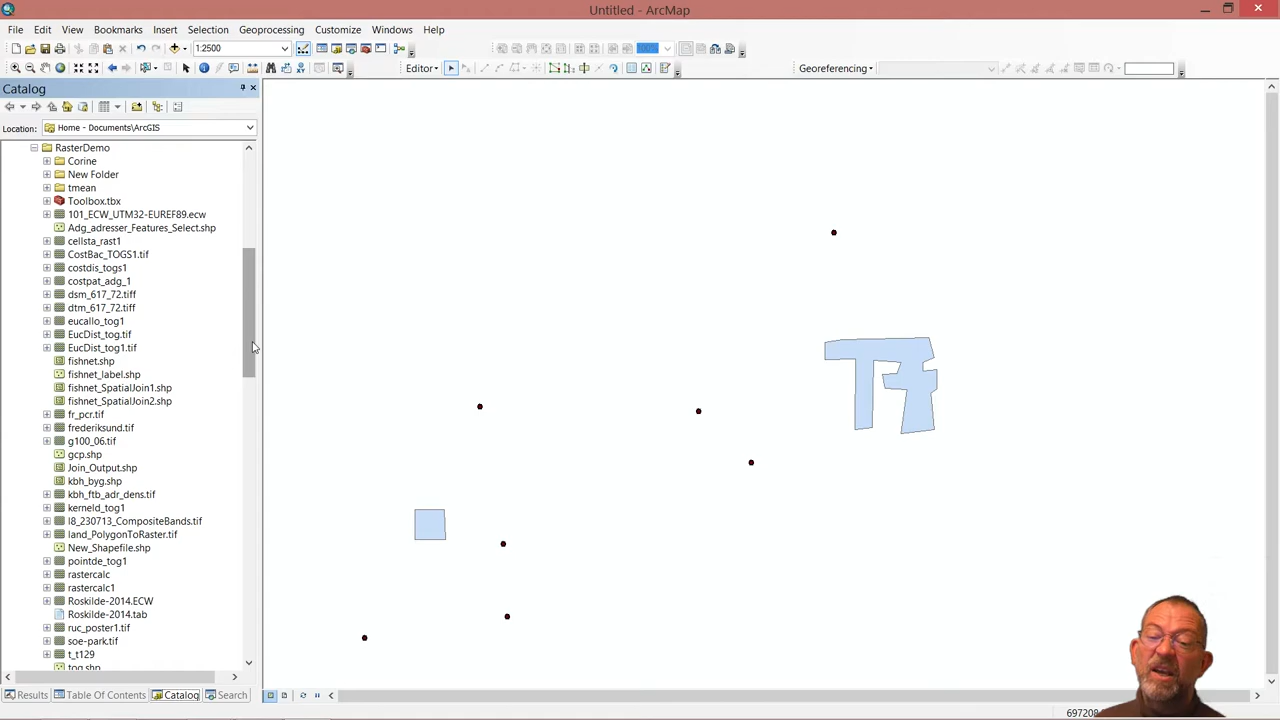 Untitled - ArcMap
File Edit View Bookmarks Insert Selection Geoprocessing Customize Windows Help
1:2500 100%
Editor Georeferencing
Catalog
Location: Home - Documents\ArcGIS
RasterDemo
Corine
New Folder
tmean
Toolbox.tbx
101_ECW_UTM32-EUREF89.ecw
Adg_adresser_Features_Select.shp
cellsta_rast1
CostBac_TOGS1.tif
costdis_togs1
costpat_adg_1
dsm_617_72.tiff
dtm_617_72.tiff
eucallo_tog1
EucDist_tog.tif
EucDist_tog1.tif
fishnet.shp
fishnet_label.shp
fishnet_SpatialJoin1.shp
fishnet_SpatialJoin2.shp
fr_pcr.tif
frederiksund.tif
g100_06.tif
gcp.shp
Join_Output.shp
kbh_byg.shp
kbh_ftb_adr_dens.tif
kerneld_tog1
l8_230713_CompositeBands.tif
land_PolygonToRaster.tif
New_Shapefile.shp
pointde_tog1
rastercalc
rastercalc1
Roskilde-2014.ECW
Roskilde-2014.tab
ruc_poster1.tif
soe-park.tif
t_t129
tog.shp
Results Table Of Contents Catalog Search
697208